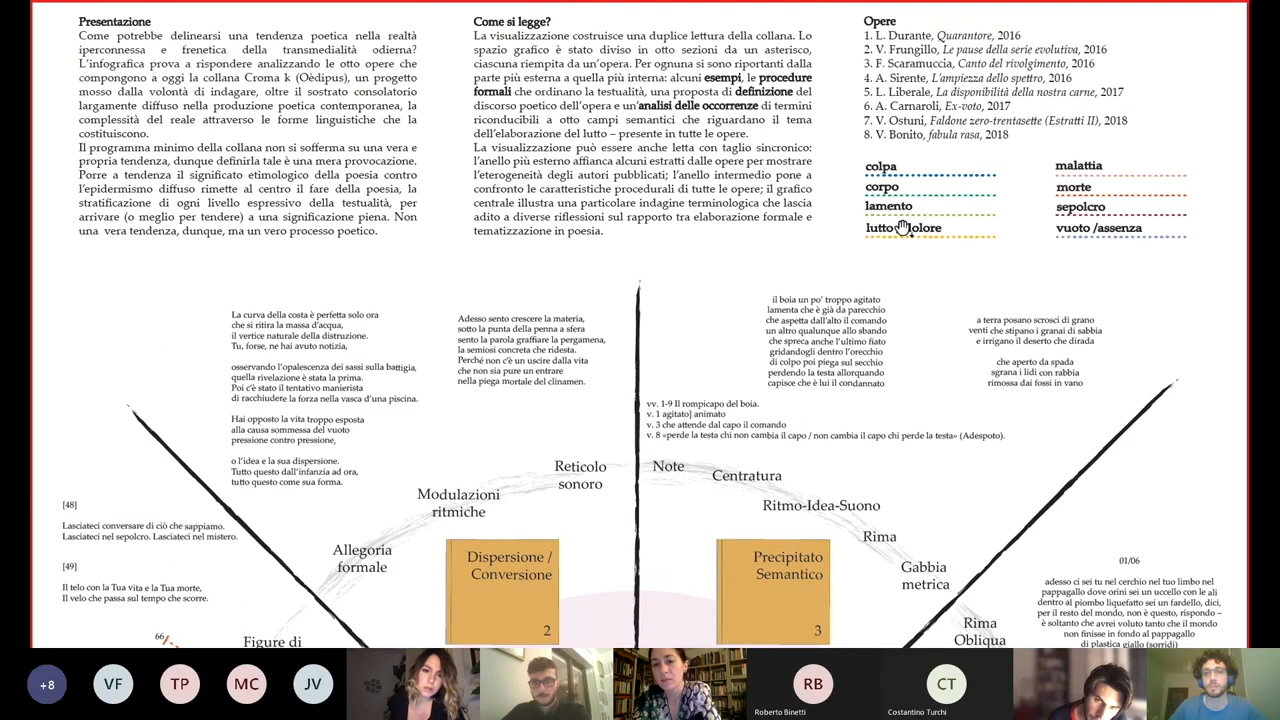 Presentazione
Come potrebbe delinearsi una tendenza poetica nella realtà
iperconnessa e frenetica della transmedialità odierna?
L'infografica prova a rispondere analizzando le otto opere che
compongono a oggi la collana Croma k (Oèdipus), un progetto
mosso dalla volontà di indagare, oltre il sostrato consolatorio
largamente diffuso nella produzione poetica contemporanea, la
complessità del reale attraverso le forme linguistiche che la
costituiscono.
Il programma minimo della collana non si sofferma su una vera e
propria tendenza, dunque definirla tale è una mera provocazione.
Porre a tendenza il significato etimologico della poesia contro
l'epidermismo diffuso rimette al centro il fare della poesia, la
stratificazione di ogni livello espressivo della testualità, per
arrivare (o meglio per tendere) a una significazione piena. Non
una vera tendenza, dunque, ma un vero processo poetico.
Come si legge?
La visualizzazione costruisce una duplice lettura della collana. Lo
spazio grafico è stato diviso in otto sezioni da un asterisco,
ciascuna riempita da un'opera. Per ognuna si sono riportanti dalla
parte più esterna a quella più interna: alcuni esempi, le procedure
formali che ordinano la testualità, una proposta di definizione del
discorso poetico dell'opera e un'analisi delle occorrenze di termini
riconducibili a otto campi semantici che riguardano il tema
dell'elaborazione del lutto – presente in tutte le opere.
La visualizzazione può essere anche letta con taglio sincronico:
l'anello più esterno affianca alcuni estratti dalle opere per mostrare
l'eterogeneità degli autori pubblicati; l'anello intermedio pone a
confronto le caratteristiche procedurali di tutte le opere; il grafico
centrale illustra una particolare indagine terminologica che lascia
adito a diverse riflessioni sul rapporto tra elaborazione formale e
tematizzazione in poesia.
Opere
1. L. Durante, Quarantore, 2016
2. V. Frungillo, Le pause della serie evolutiva, 2016
3. F. Scaramuccia, Canto del rivolgimento, 2016
4. A. Sirente, L'ampiezza dello spettro, 2016
5. L. Liberale, La disponibilità della nostra carne, 2017
6. A. Carnaroli, Ex-voto, 2017
7. V. Ostuni, Faldone zero-trentasette (Estratti II), 2018
8. V. Bonito, fabula rasa, 2018
colpa
corpo
lamento
lutto olore
malattia
morte
sepolcro
vuoto /assenza
La curva della costa è perfetta solo ora
che si ritira la massa d'acqua,
il vertice naturale della distruzione.
Tu, forse, ne hai avuto notizia,
osservando l'opalescenza dei sassi sulla battigia,
quella rivelazione è stata la prima.
Poi c'è stato il tentativo manierista
di racchiudere la forza nella vasca d'una piscina.
Hai opposto la vita troppo esposta
alla causa sommessa del vuoto
pressione contro pressione,
o l'idea e la sua dispersione.
Tutto questo dall'infanzia ad ora,
tutto questo come sua forma.
Adesso sento crescere la materia,
sotto la punta della penna a sfera
sento la parola graffiare la pergamena,
la semiosi concreta che ridesta.
Perché non c'è un uscire dalla vita
che non sia pure un entrare
nella piega mortale del clinamen.
il boia un po' troppo agitato
lamenta che è già da parecchio
che aspetta dall'alto il comando
un altro qualunque allo sbando
che spreca anche l'ultimo fiato
gridandogli dentro l'orecchio
di colpo poi piega sul secchio
perdendo la testa allorquando
capisce che è lui il condannato
a terra posano scrosci di grano
venti che stipano i granai di sabbia
e irrigano il deserto che dirada
che aperto da spada
sgrana i lidi con rabbia
rimossa dai fossi in vano
vv. 1-9 Il rompicapo del boia.
v. 1 agitato] animato
v. 3 che attende dal capo il comando
v. 8 «perde la testa chi non cambia il capo / non cambia il capo chi perde la testa» (Adespoto).
[48]
Lasciateci conversare di ciò che sappiamo.
Lasciateci nel sepolcro. Lasciateci nel mistero.
[49]
Il telo con la Tua vita e la Tua morte,
Il velo che passa sul tempo che scorre.
66
Figure di
Allegoria
formale
Modulazioni
ritmiche
Reticolo
sonoro
Note
Centratura
Ritmo-Idea-Suono
Rima
Gabbia
metrica
Rima
Obliqua
Dispersione /
Conversione
2
Precipitato
Semantico
3
01/06
adesso ci sei tu nel cerchio nel tuo limbo nel
pappagallo dove orini sei un uccello con le ali
dentro al piombo liquefatto sei un fardello, dici,
per il resto del mondo, non è questo, rispondo –
è soltanto che avrei voluto tanto che il mondo
non finisse in fondo al pappagallo
di plastica giallo (sorridi)
+8
VF
TP
MC
JV
RB
Roberto Binetti
CT
Costantino Turchi